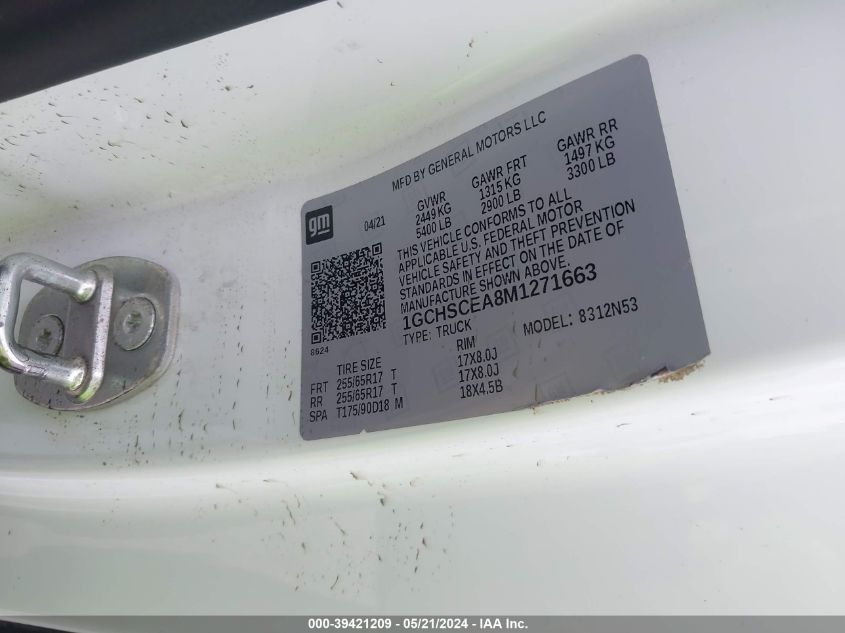 MFD BY GENERAL MOTORS LLC
gm
04/21
GVWR GAWR FRT GAWR RR
2449 KG 1315 KG 1497 KG
5400 LB 2900 LB 3300 LB
THIS VEHICLE CONFORMS TO ALL
APPLICABLE U.S. FEDERAL MOTOR
VEHICLE SAFETY AND THEFT PREVENTION
STANDARDS IN EFFECT ON THE DATE OF
MANUFACTURE SHOWN ABOVE.
1GCHSCEA8M1271663
TYPE: TRUCK MODEL: 8312N53
8624
TIRE SIZE RIM
FRT 255/65R17 T 17X8.0J
RR 255/65R17 T 17X8.0J
SPA T175/90D18 M 18X4.5B
000-39421209 - 05/21/2024 - IAA Inc.